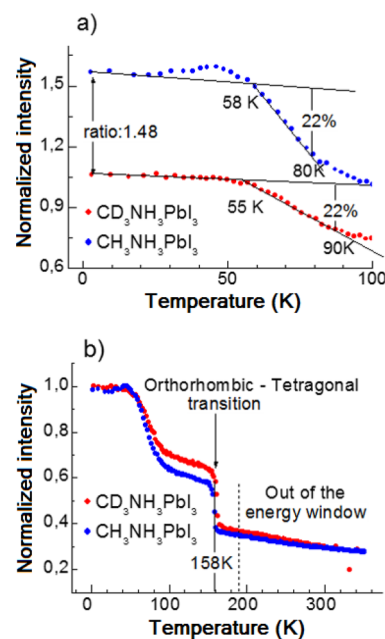 a)
Normalized intensity
1.5
1.2
0.9
0.6
ratio:1.48
58 K
22%
80K
55 K
22%
90K
CD₃NH₃PbI₃
CH₃NH₃PbI₃
0
50
100
Temperature (K)
b)
Normalized intensity
1,0
0,8
0,6
0,4
0,2
Orthorhombic - Tetragonal
transition
CD₃NH₃PbI₃
CH₃NH₃PbI₃
Out of the
energy window
158K
0
100
200
300
Temperature (K)